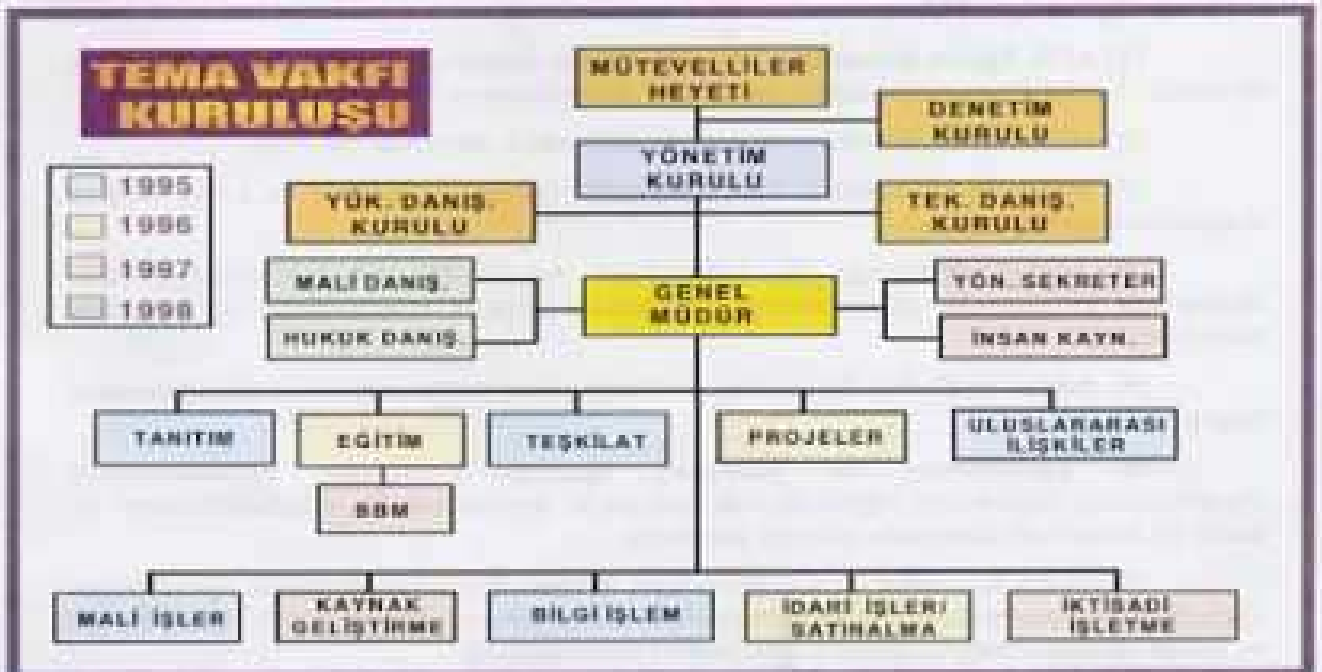 TEMA VAKFI
KURULUŞU
MÜTEVELLİLER
HEYETİ
DENETİM
KURULU
YÖNETİM
KURULU
1995
1996
1997
1998
YÜK. DANIŞ.
KURULU
TEK. DANIŞ.
KURULU
MALİ DANIŞ.
HUKUK DANIŞ
GENEL
MÜDÜR
YÖN. SEKRETER
İNSAN KAYN.
TANITIM
EĞİTİM
TEŞKİLAT
PROJELER
ULUSLARARASI
İLİŞKİLER
BBM
MALİ İŞLER
KAYNAK
GELİŞTİRME
BİLGİ İŞLEM
İDARİ İŞLER/
SATINALMA
İKTİSADİ
İŞLETME